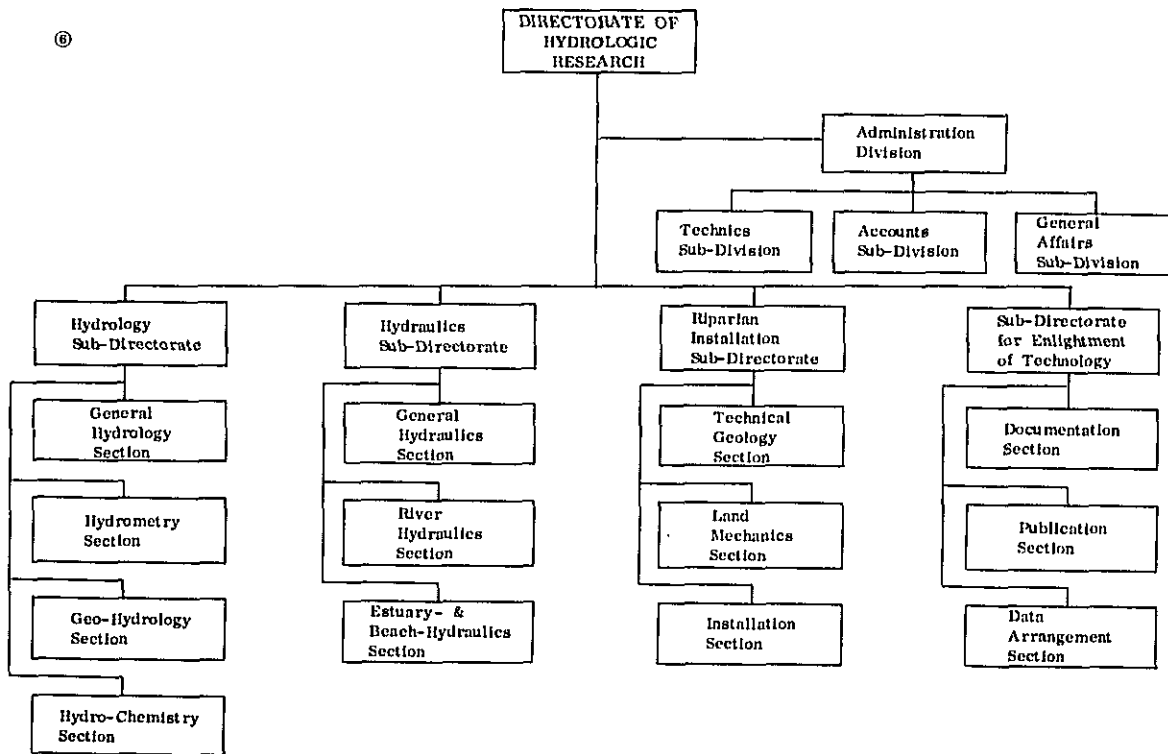 ⑥
DIRECTORATE OF
HYDROLOGIC
RESEARCH
Administration
Division
Technics
Sub-Division
Accounts
Sub-Division
General
Affairs
Sub-Division
Hydrology
Sub-Directorate
General
Hydrology
Section
Hydrometry
Section
Geo-Hydrology
Section
Hydro-Chemistry
Section
Hydraulics
Sub-Directorate
General
Hydraulics
Section
River
Hydraulics
Section
Estuary- &
Beach-Hydraulics
Section
Riparian
Installation
Sub-Directorate
Technical
Geology
Section
Land
Mechanics
Section
Installation
Section
Sub-Directorate
for Enlightment
of Technology
Documentation
Section
Publication
Section
Data
Arrangement
Section